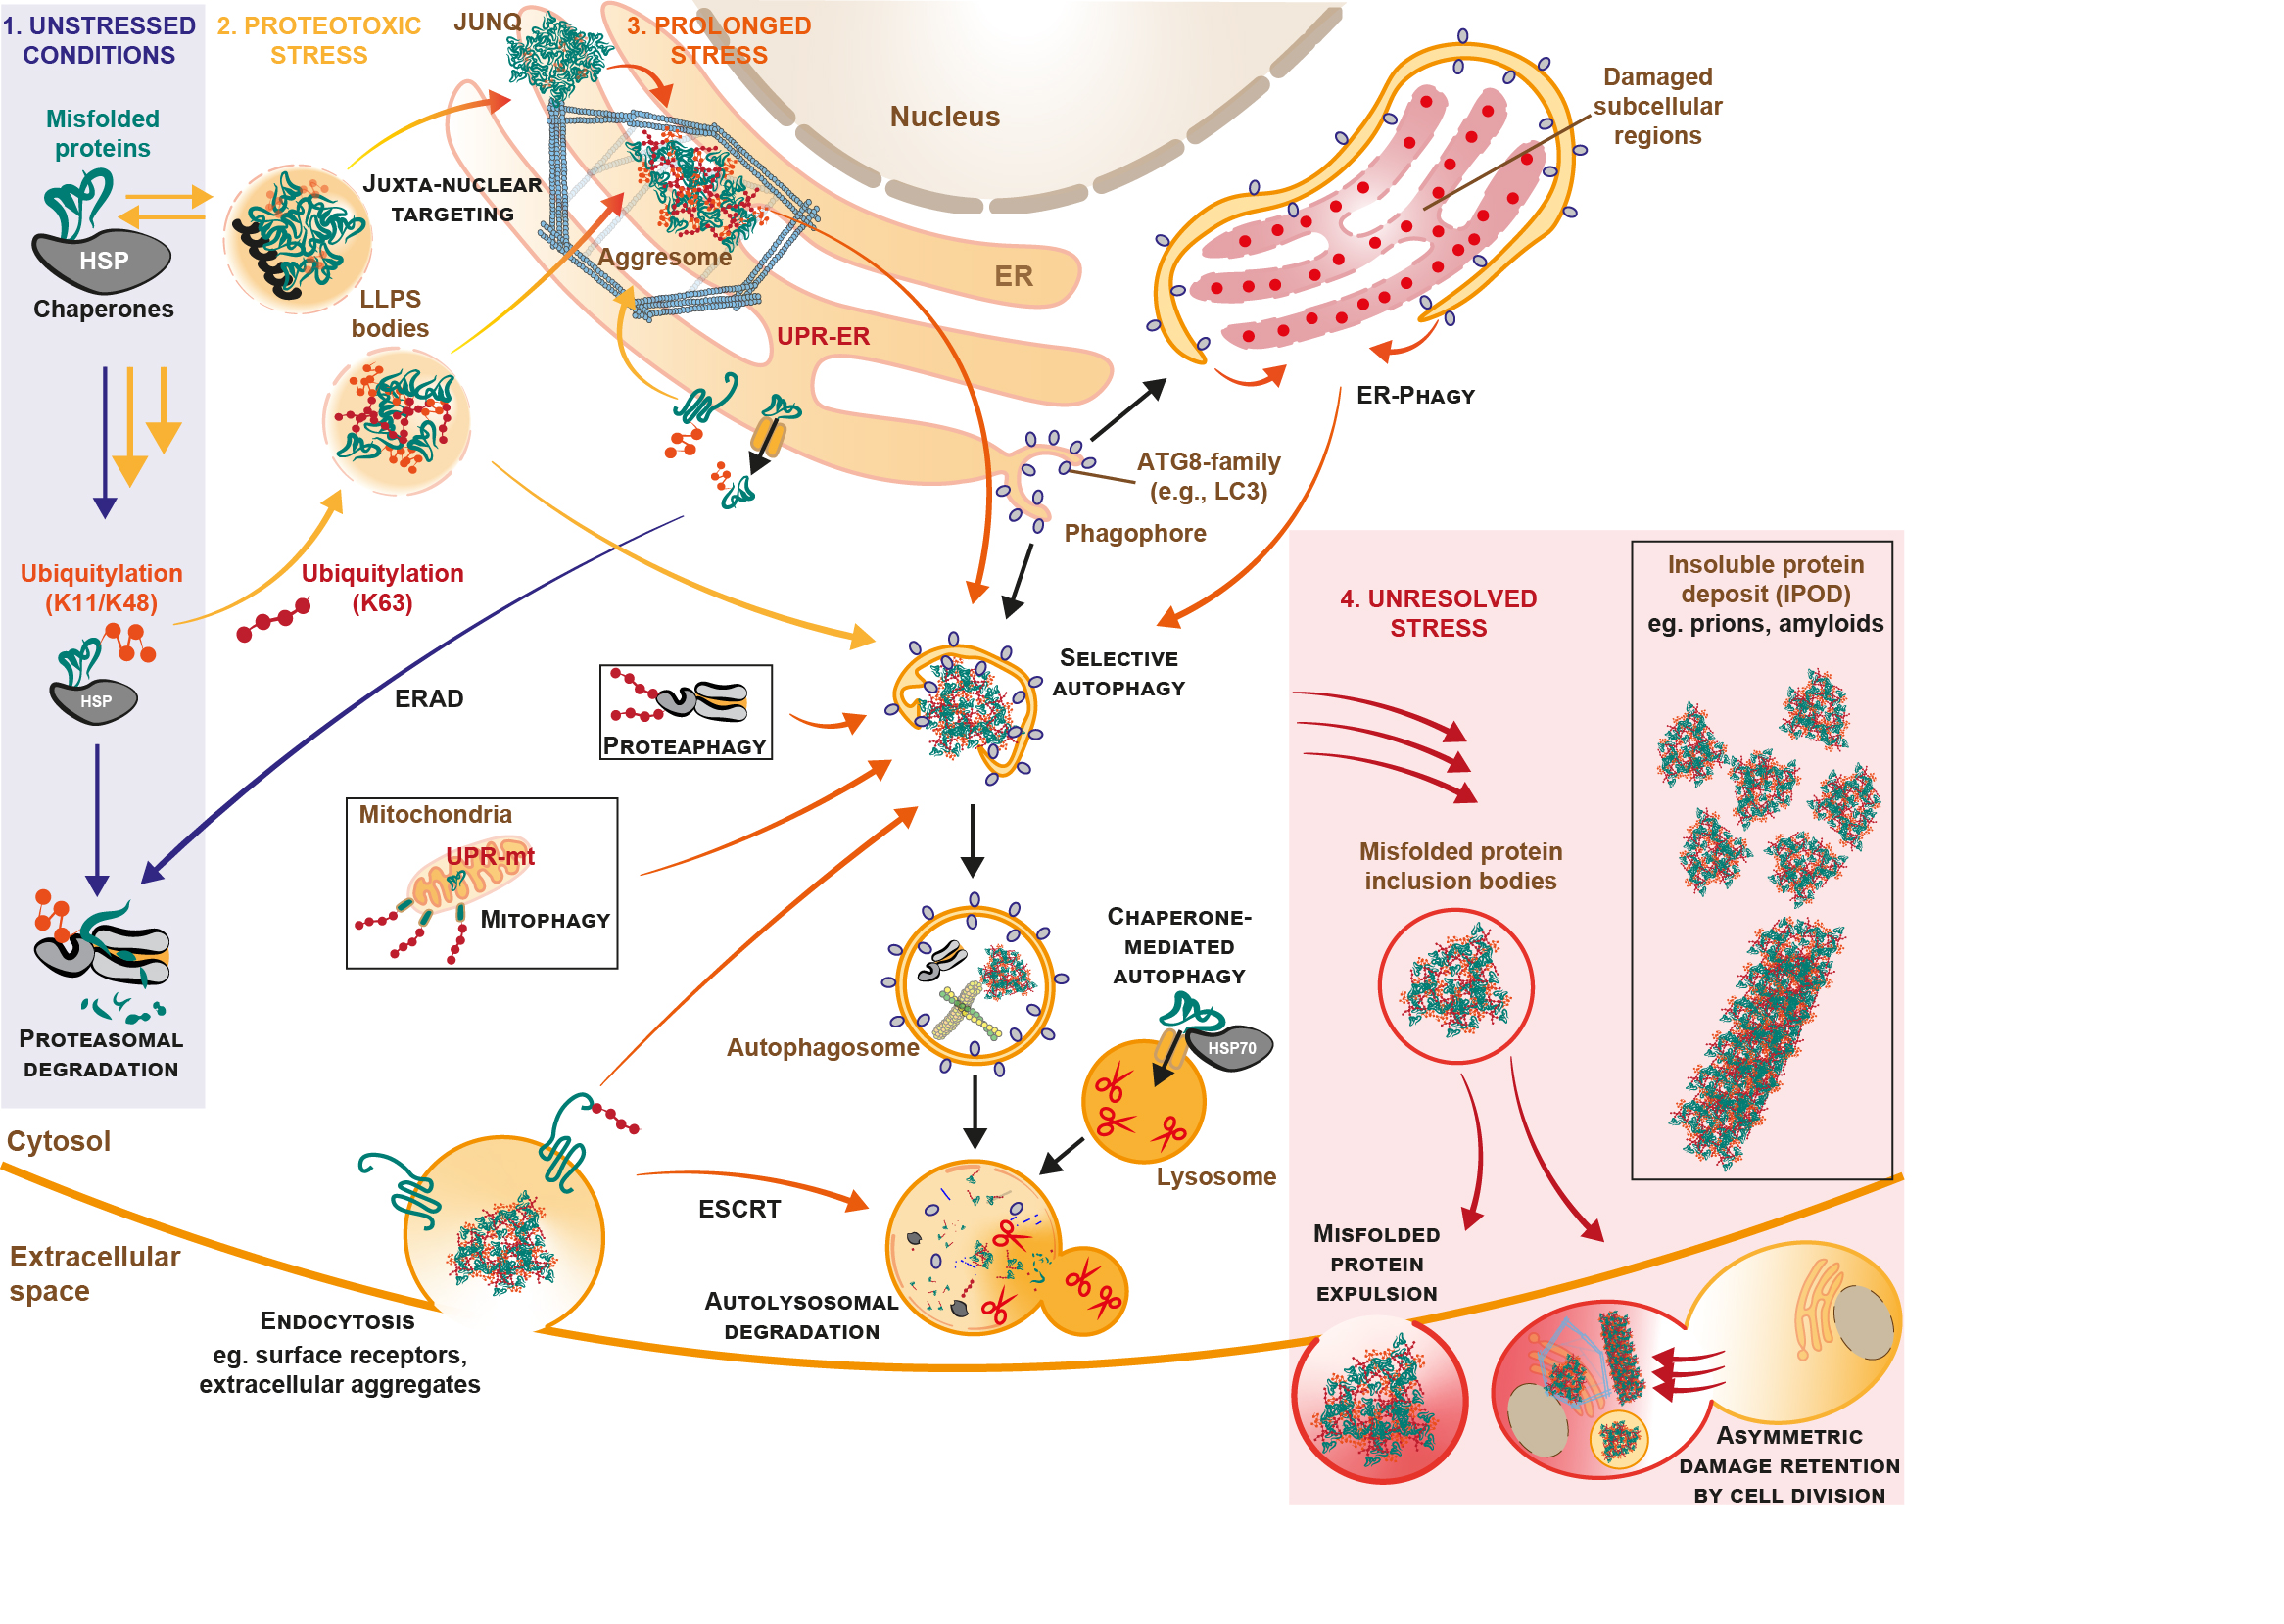 1. UNSTRESSED
CONDITIONS
2. PROTEOTOXIC
STRESS
JUNQ
3. PROLONGED
STRESS
Nucleus
Damaged
subcellular
regions
Misfolded
proteins
HSP
Chaperones
JUXTA-NUCLEAR
TARGETING
LLPS
bodies
Aggresome
ER
UPR-ER
ER-PHAGY
ATG8-family
(e.g., LC3)
Phagophore
Ubiquitylation
(K11/K48)
HSP
Ubiquitylation
(K63)
ERAD
PROTEAPHAGY
SELECTIVE
AUTOPHAGY
Mitochondria
UPR-mt
MITOPHAGY
PROTEASOMAL
DEGRADATION
Autophagosome
CHAPERONE-
MEDIATED
AUTOPHAGY
HSP70
Lysosome
Cytosol
Extracellular
space
ENDOCYTOSIS
eg. surface receptors,
extracellular aggregates
ESCRT
AUTOLYSOSOMAL
DEGRADATION
4. UNRESOLVED
STRESS
Insoluble protein
deposit (IPOD)
eg. prions, amyloids
Misfolded protein
inclusion bodies
MISFOLDED
PROTEIN
EXPULSION
ASYMMETRIC
DAMAGE RETENTION
BY CELL DIVISION